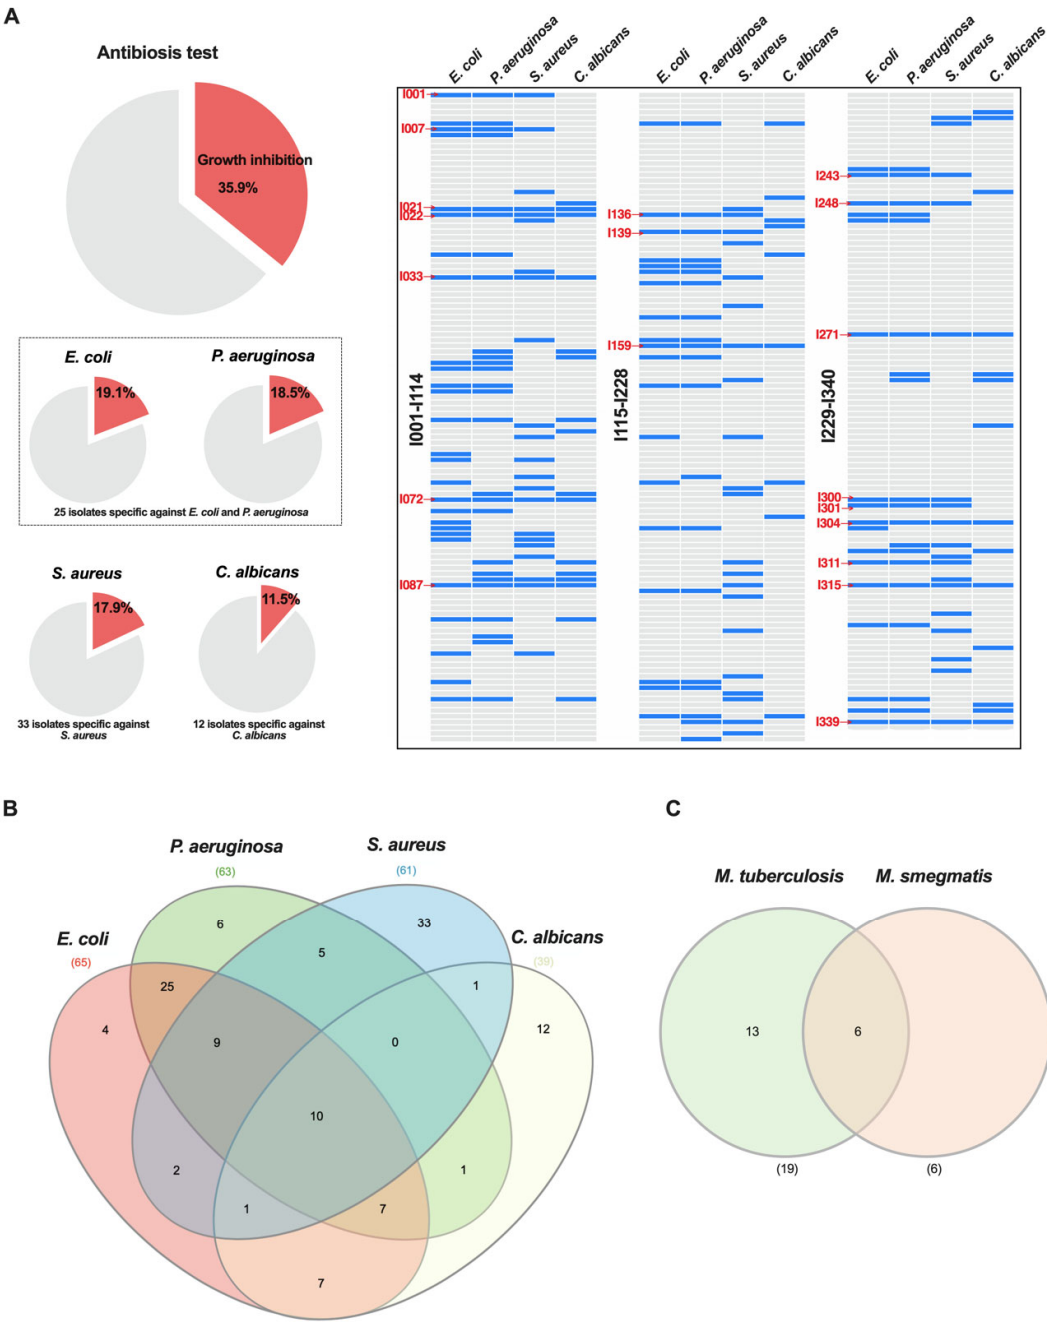 A
Antibiosis test
Growth inhibition
35.9%
E. coli
P. aeruginosa
19.1%
18.5%
25 isolates specific against E. coli and P. aeruginosa
S. aureus
C. albicans
17.9%
11.5%
33 isolates specific against
S. aureus
12 isolates specific against
C. albicans
E. coli
P. aeruginosa
S. aureus
C. albicans
E. coli
P. aeruginosa
S. aureus
C. albicans
E. coli
P. aeruginosa
S. aureus
C. albicans
I001
I007
I021
I022
I033
I072
I087
I001-I114
I136
I139
I159
I115-I228
I243
I248
I271
I300
I301
I304
I311
I315
I339
I229-I340
B
P. aeruginosa
(63)
S. aureus
(61)
E. coli
(65)
C. albicans
(39)
6
33
5
25
1
4
9
0
12
10
2
1
1
7
7
C
M. tuberculosis
M. smegmatis
13
6
(19)
(6)